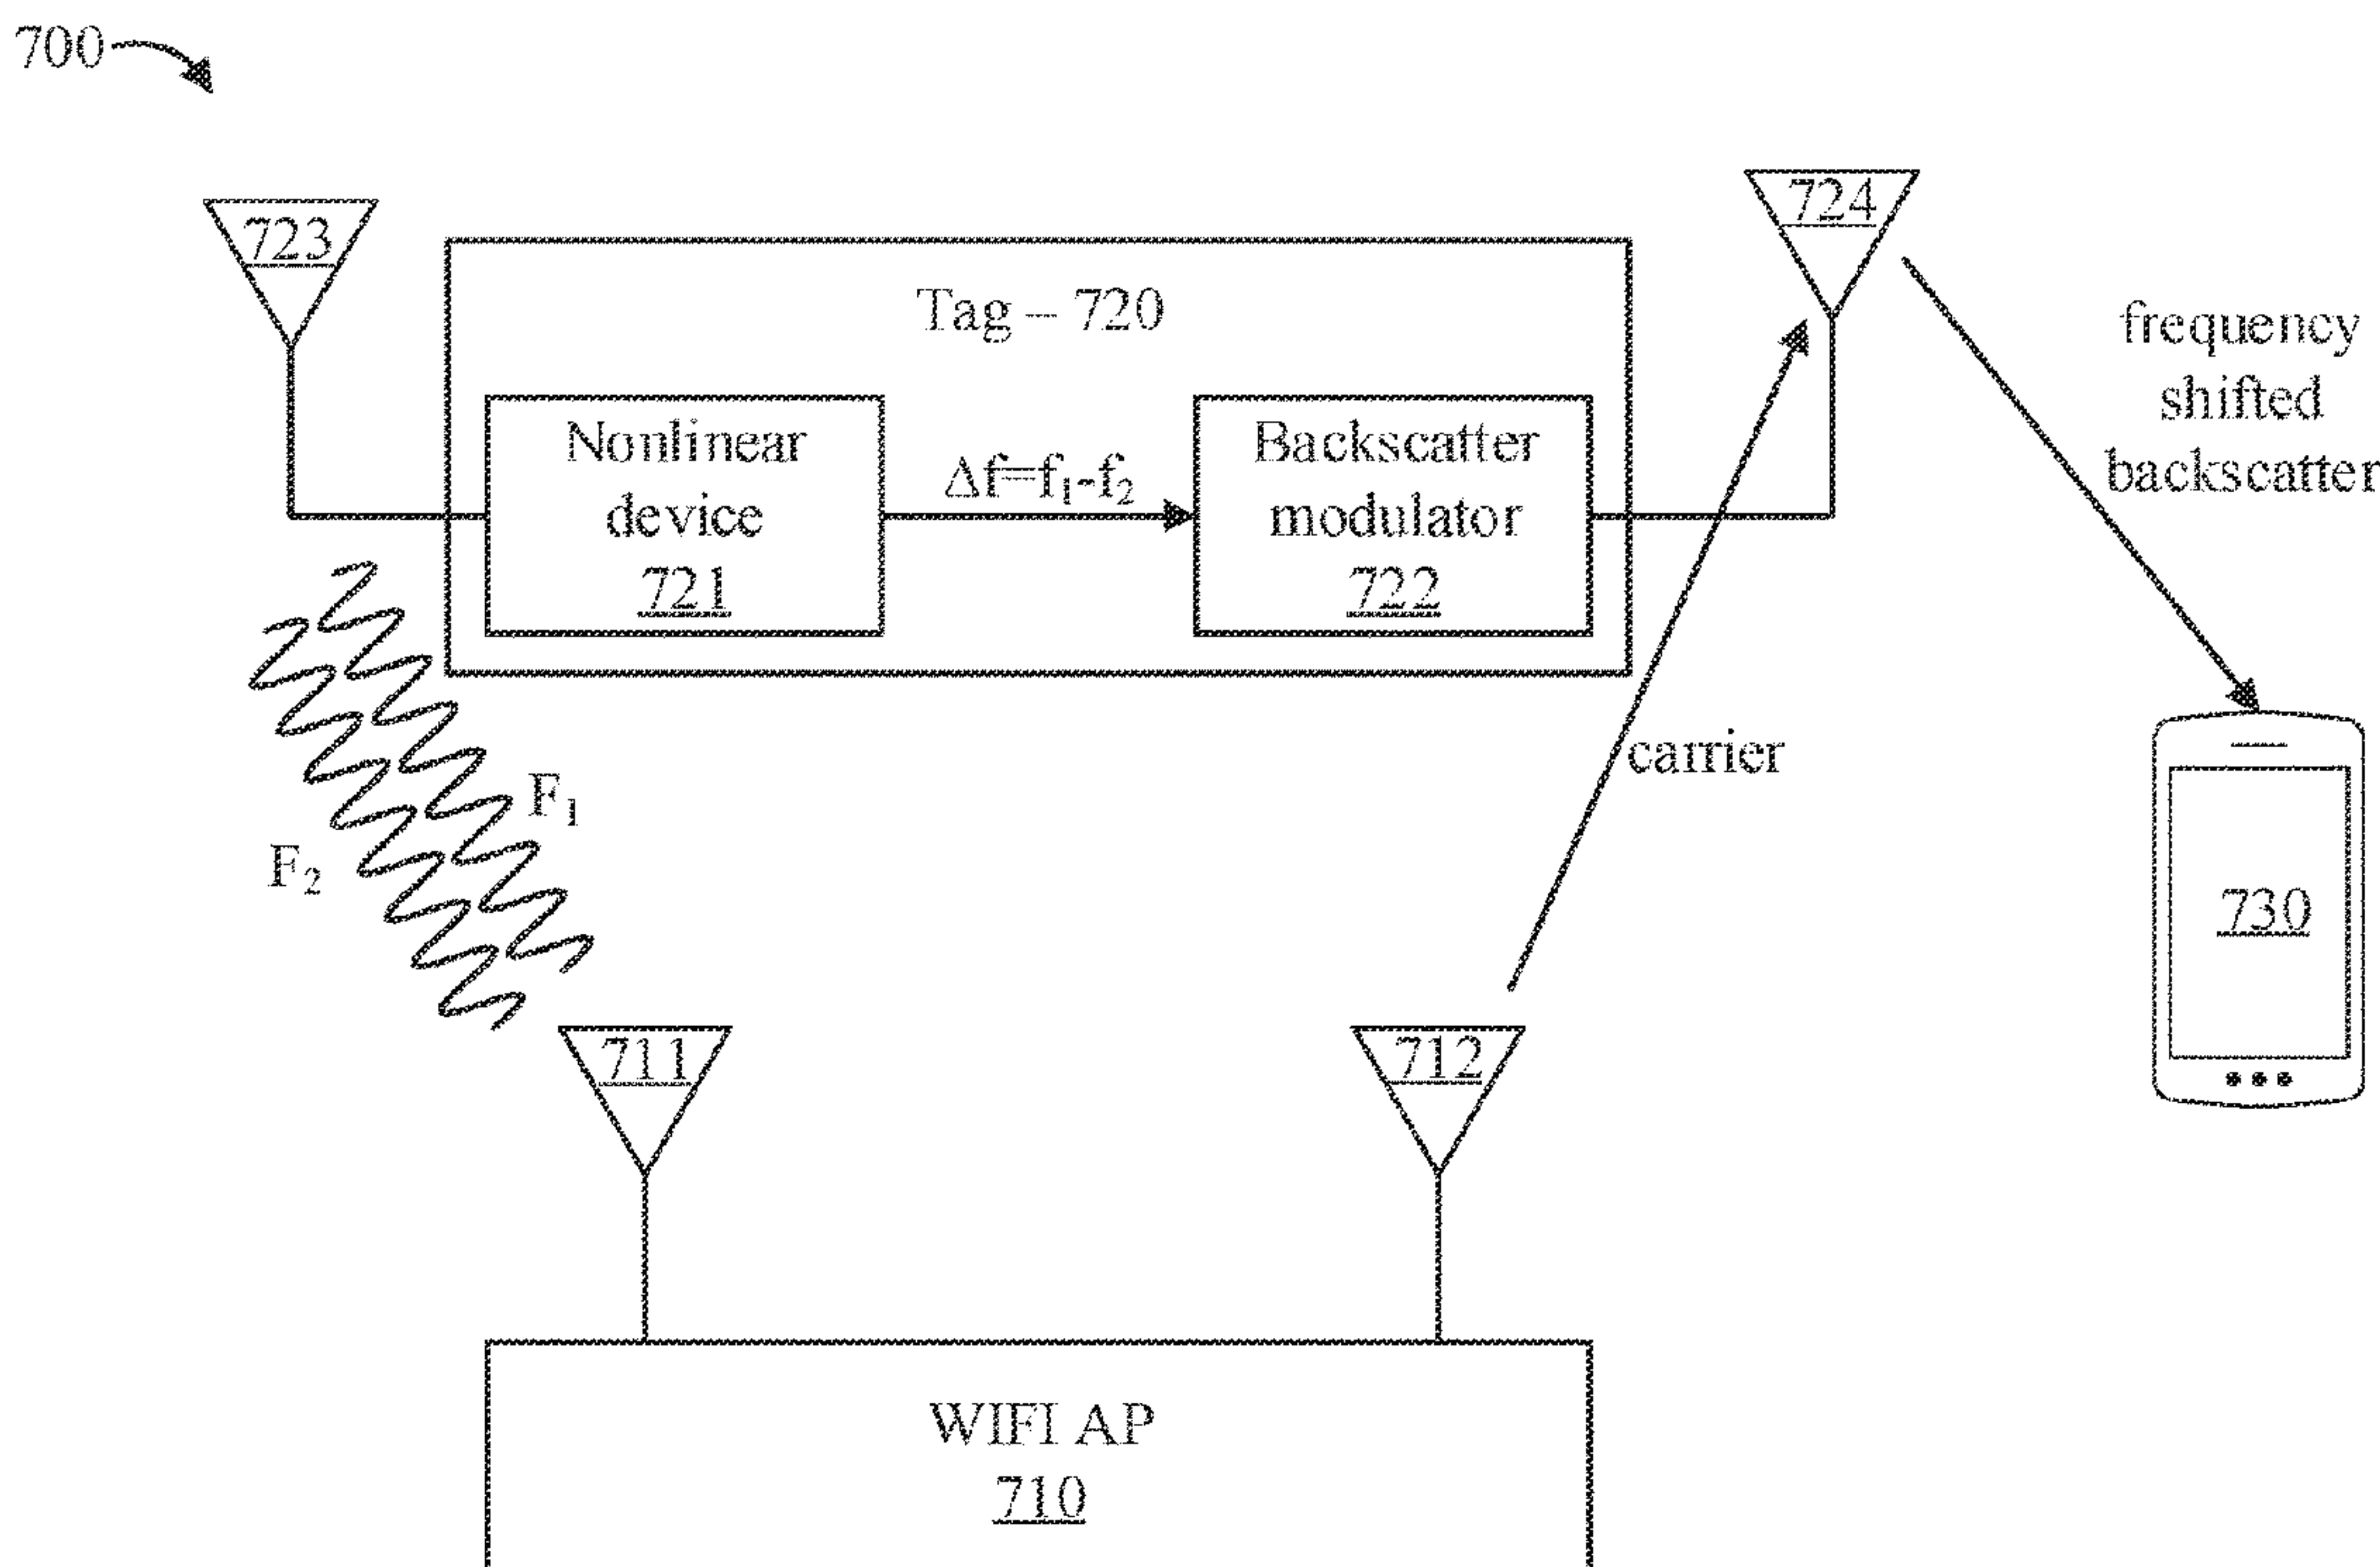 700
723
724
Tag – 720
frequency
shifted
backscatter
Nonlinear
device
721
Δf=f₁-f₂
Backscatter
modulator
722
carrier
F₁
F₂
730
711
712
WIFI AP
710